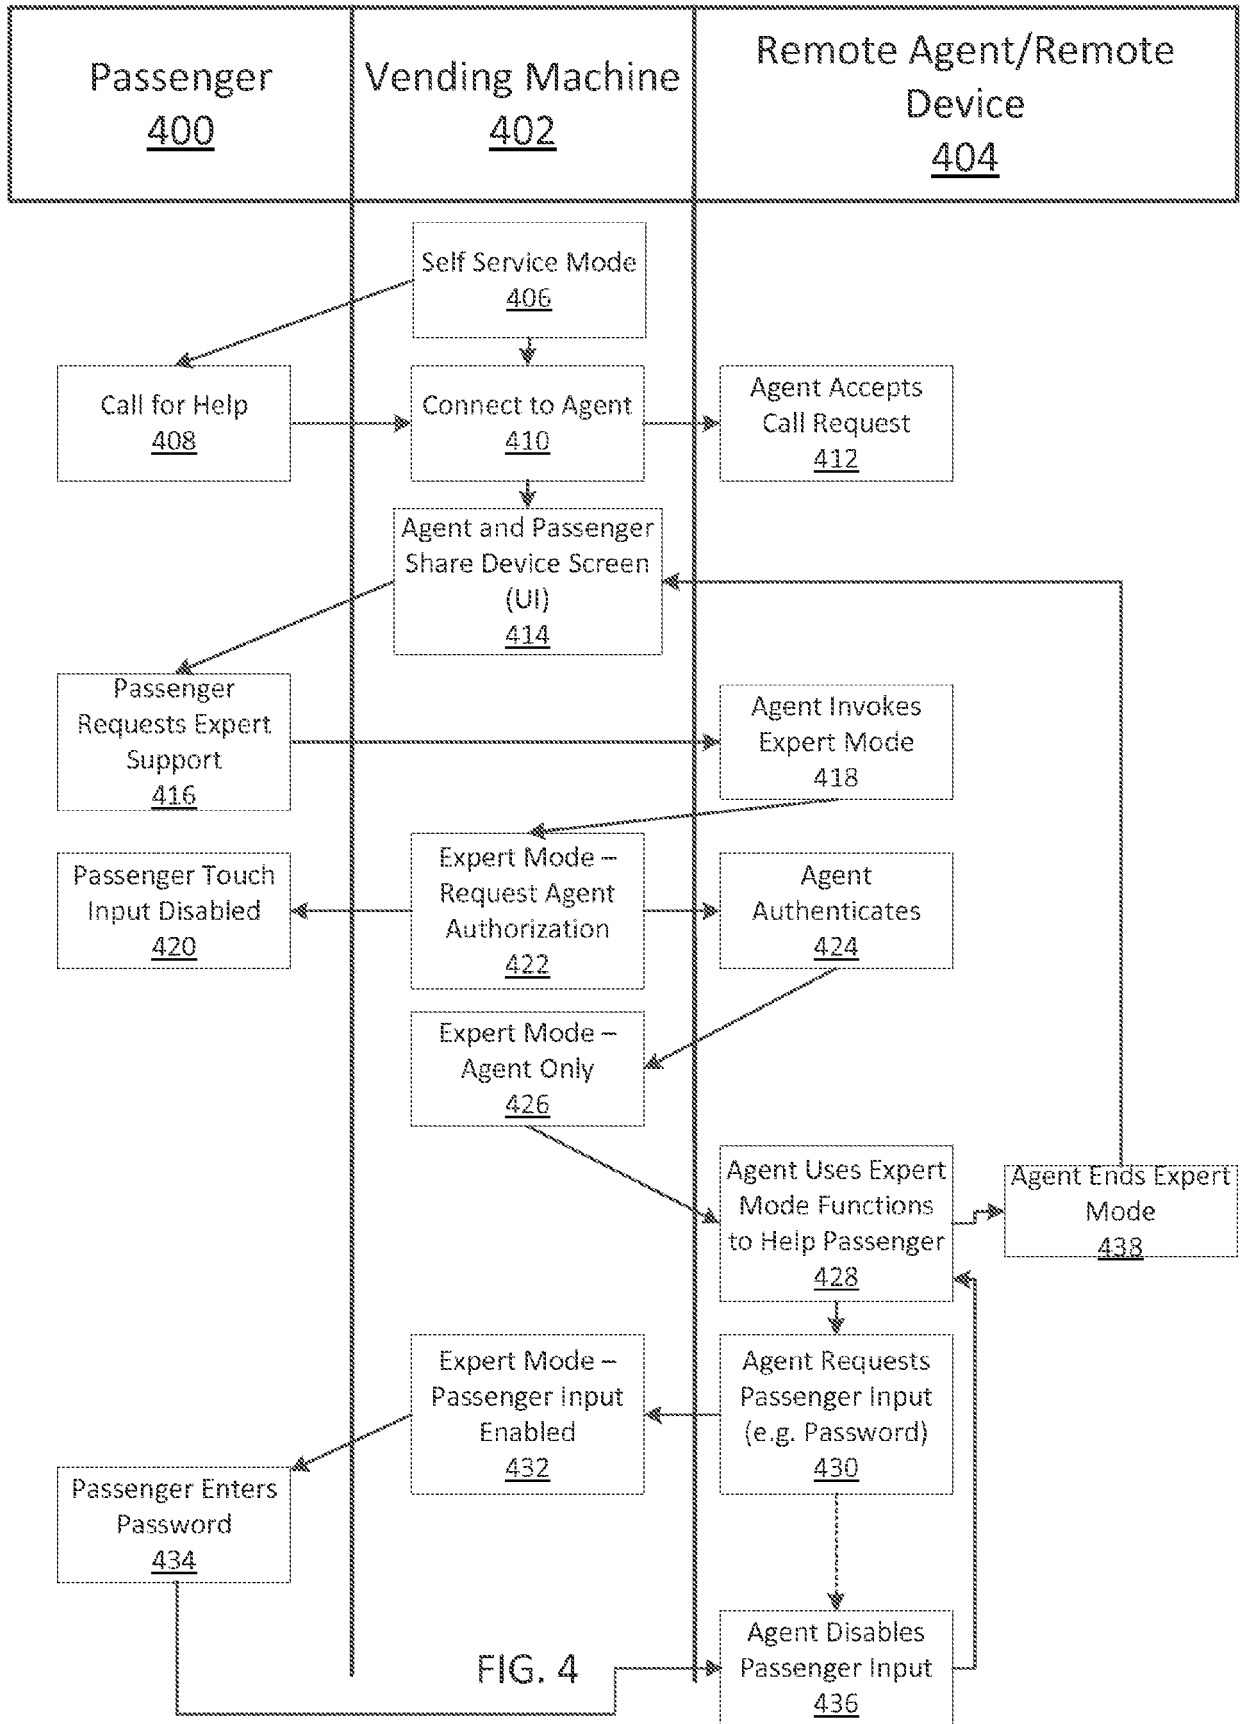 Passenger
400
Vending Machine
402
Remote Agent/Remote
Device
404
Self Service Mode
406
Call for Help
408
Connect to Agent
410
Agent Accepts
Call Request
412
Agent and Passenger
Share Device Screen
(UI)
414
Passenger
Requests Expert
Support
416
Agent Invokes
Expert Mode
418
Passenger Touch
Input Disabled
420
Expert Mode –
Request Agent
Authorization
422
Agent
Authenticates
424
Expert Mode –
Agent Only
426
Agent Uses Expert
Mode Functions
to Help Passenger
428
Agent Ends Expert
Mode
438
Expert Mode –
Passenger Input
Enabled
432
Agent Requests
Passenger Input
(e.g. Password)
430
Passenger Enters
Password
434
Agent Disables
Passenger Input
436
FIG. 4